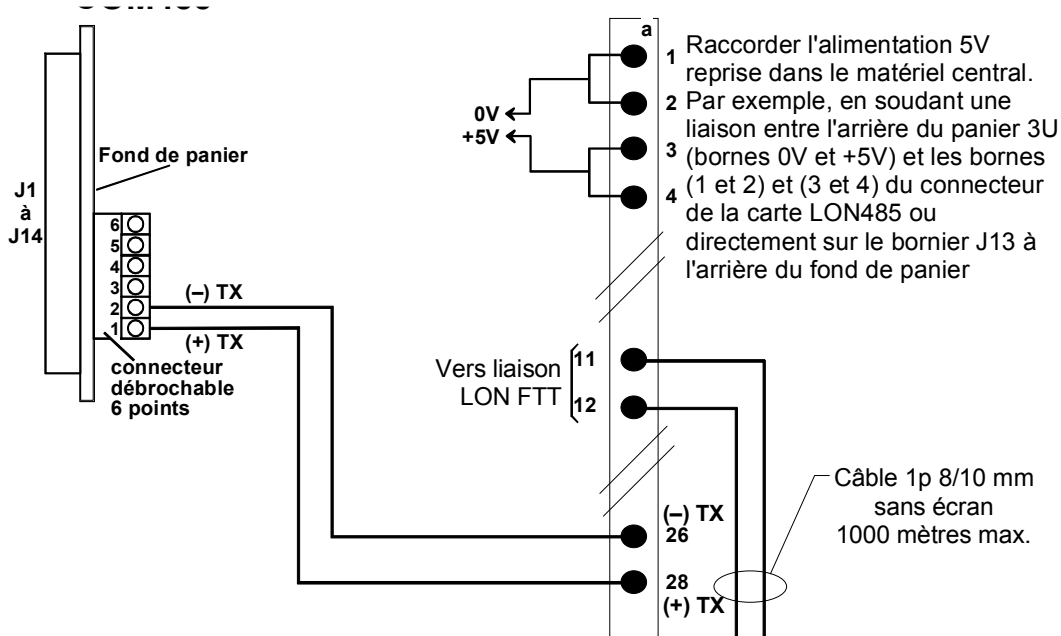 a
1
2
3
4
0V
+5V
Raccorder l'alimentation 5V
reprise dans le matériel central.
Par exemple, en soudant une
liaison entre l'arrière du panier 3U
(bornes 0V et +5V) et les bornes
(1 et 2) et (3 et 4) du connecteur
de la carte LON485 ou
directement sur le bornier J13 à
l'arrière du fond de panier
Fond de panier
J1
à
J14
6
5
4
3
2
1
(–) TX
(+) TX
connecteur
débrochable
6 points
Vers liaison
LON FTT
11
12
Câble 1p 8/10 mm
sans écran
1000 mètres max.
(–) TX
26
28
(+) TX